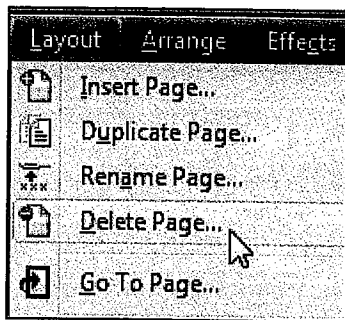 Layout Arrange Effects
Insert Page...
Duplicate Page...
Rename Page...
Delete Page...
Go To Page...